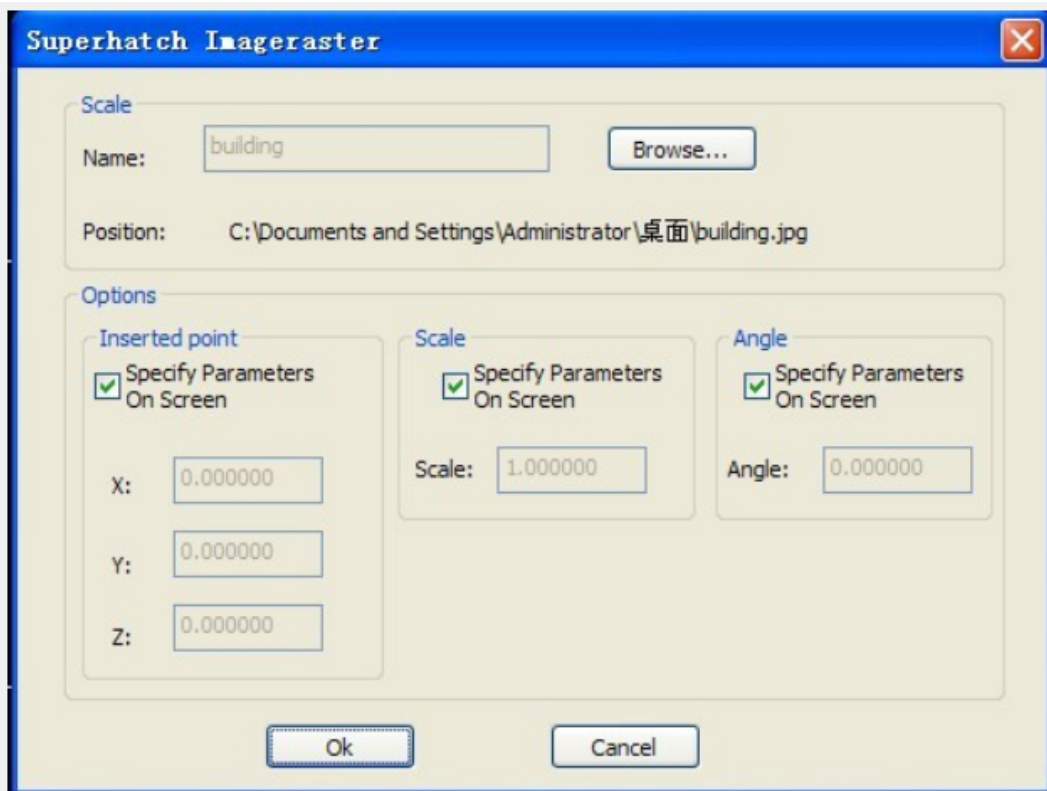 Superhatch Imageraster
Scale
Name:
building
Browse...
Position:
C:\Documents and Settings\Administrator\桌面\building.jpg
Options
Inserted point
Specify Parameters
On Screen
X:
0.000000
Y:
0.000000
Z:
0.000000
Scale
Specify Parameters
On Screen
Scale:
1.000000
Angle
Specify Parameters
On Screen
Angle:
0.000000
Ok
Cancel